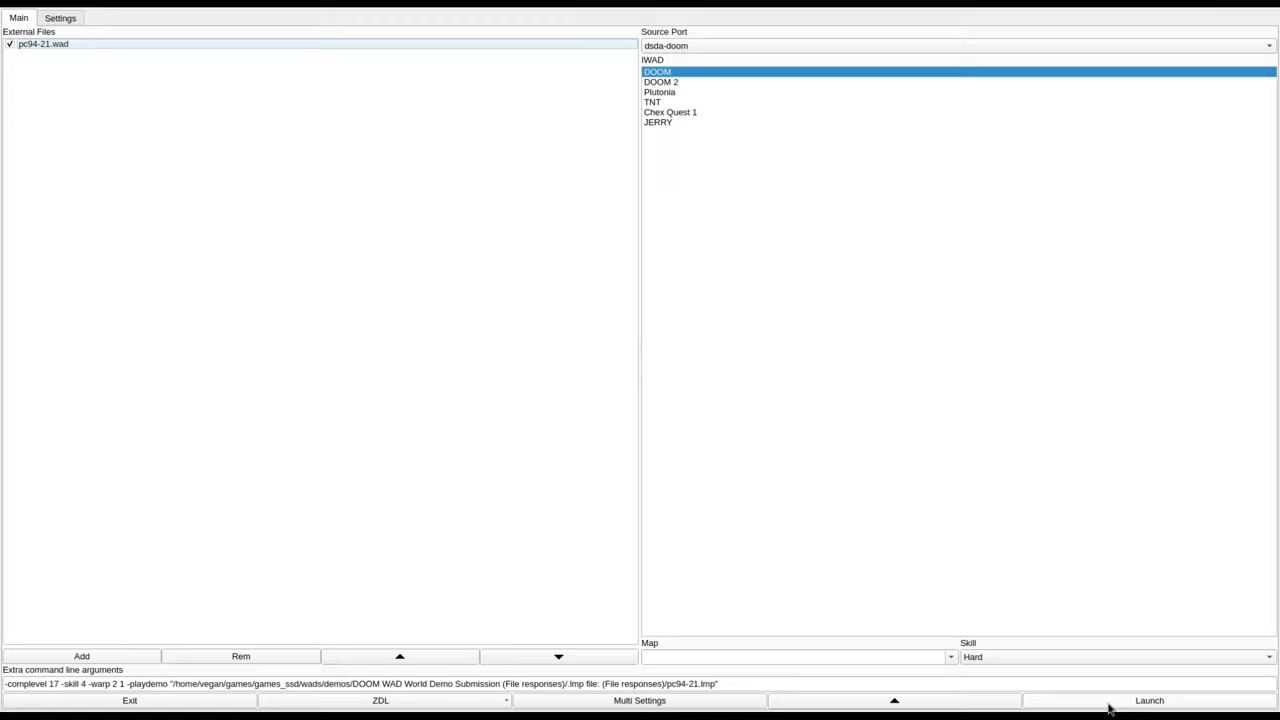 Main Settings
External Files
pc94-21.wad
Source Port
dsda-doom
IWAD
DOOM
DOOM 2
Plutonia
TNT
Chex Quest 1
JERRY
Map Skill
Hard
Add Rem
Extra command line arguments
-complevel 17 -skill 4 -warp 2 1 -playdemo "/home/vegan/games/games_ssd/wads/demos/DOOM WAD World Demo Submission (File responses)/.lmp file: (File responses)/pc94-21.lmp"
Exit ZDL Multi Settings Launch